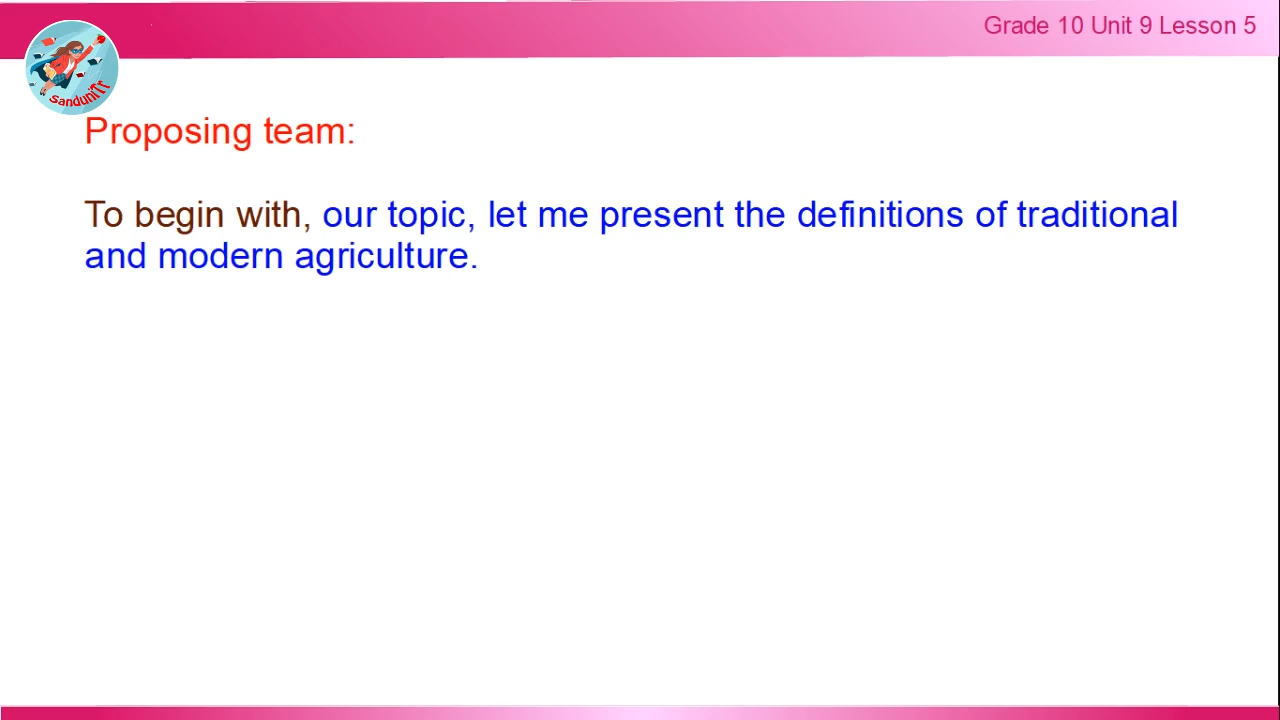 Grade 10 Unit 9 Lesson 5
SanduniTr
Proposing team:
To begin with, our topic, let me present the definitions of traditional
and modern agriculture.